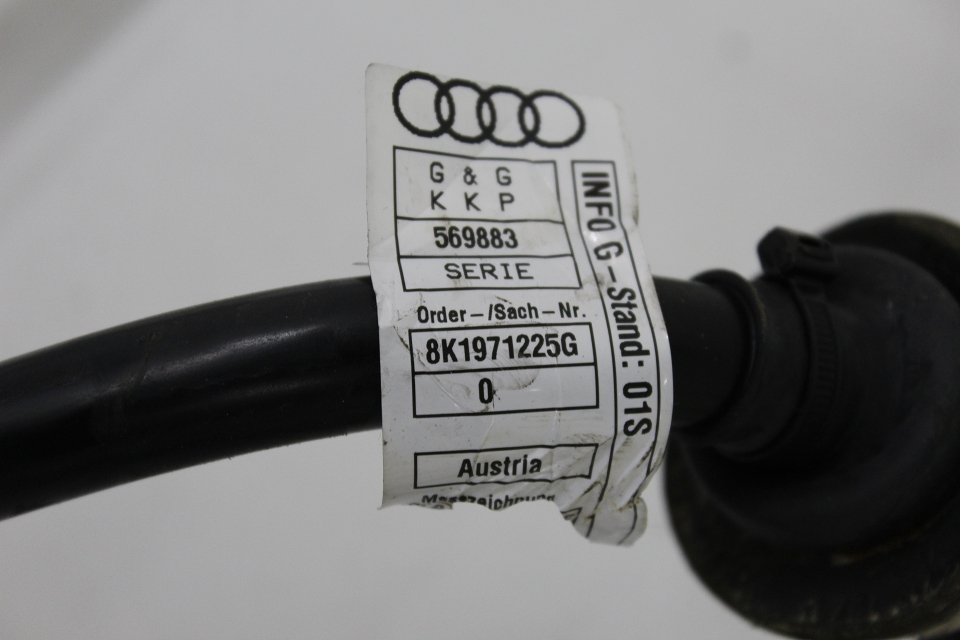 G & G
K K P
569883
SERIE
Order-/Sach-Nr.
8K1971225G
0
Austria
INFO G-Stand: 01S